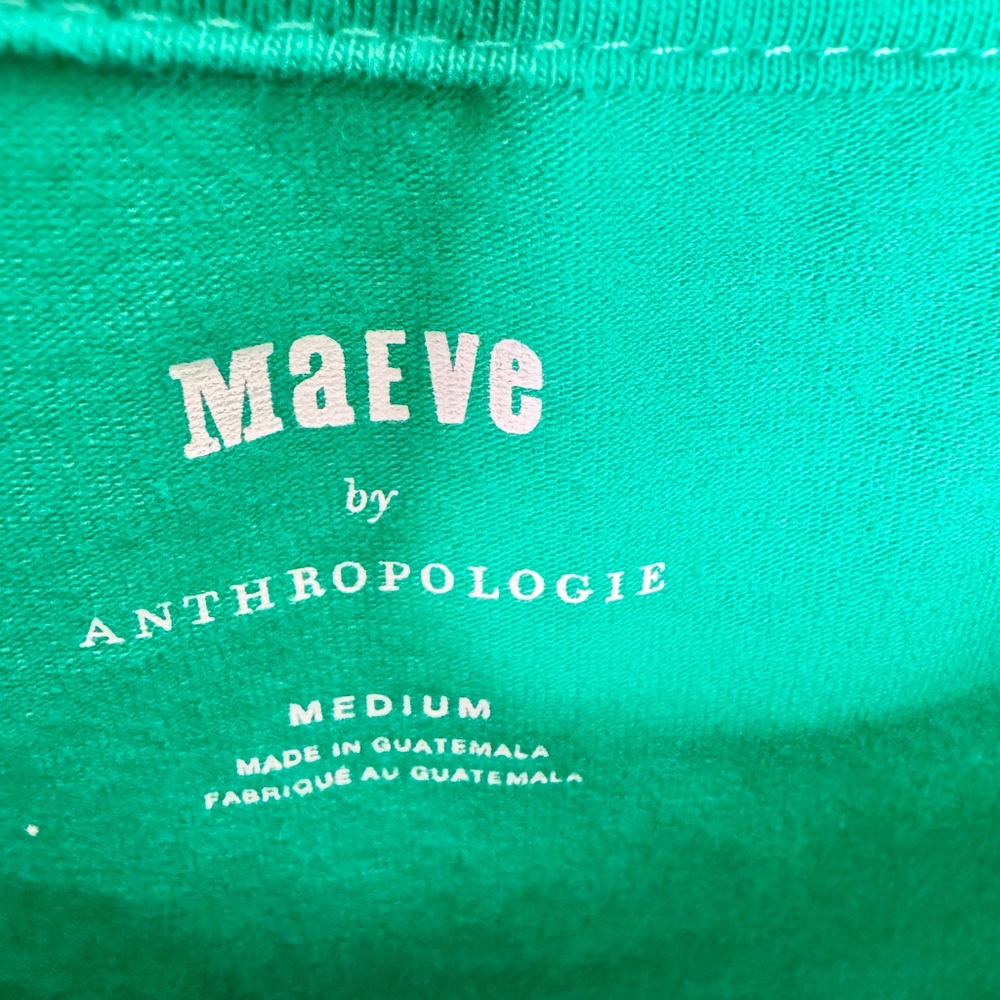 MaEVe
by
ANTHROPOLOGIE
MEDIUM
MADE IN GUATEMALA
FABRIQUÉ AU GUATEMALA